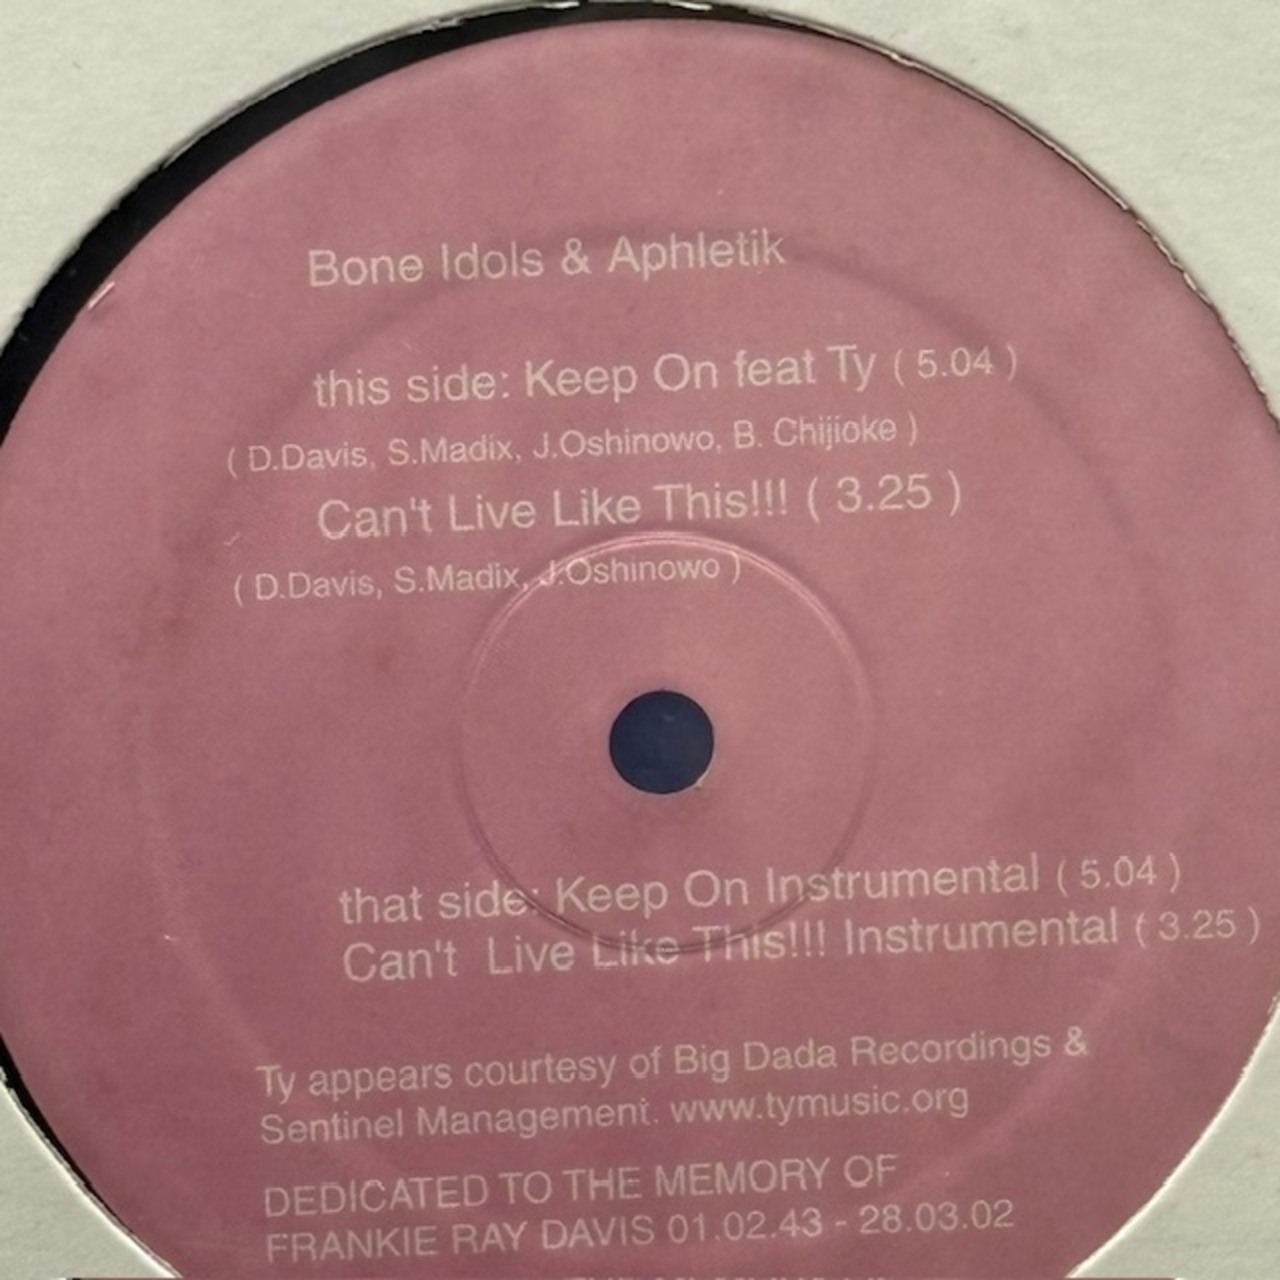 Bone Idols & Aphletik
this side: Keep On feat Ty ( 5.04 )
( D.Davis, S.Madix, J.Oshinowo, B. Chijioke )
Can't Live Like This!!! ( 3.25 )
( D.Davis, S.Madix, J.Oshinowo )
that side: Keep On Instrumental ( 5.04 )
Can't Live Like This!!! Instrumental ( 3.25 )
Ty appears courtesy of Big Dada Recordings &
Sentinel Management. www.tymusic.org
DEDICATED TO THE MEMORY OF
FRANKIE RAY DAVIS 01.02.43 - 28.03.02